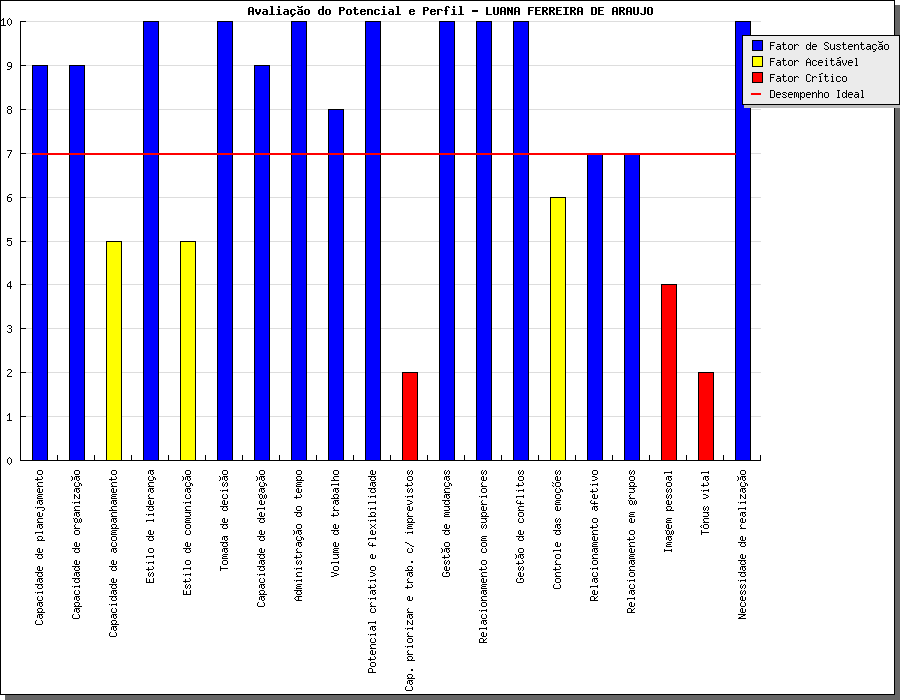 Avaliação do Potencial e Perfil - LUANA FERREIRA DE ARAUJO
10
9
8
7
6
5
4
3
2
1
0
Fator de Sustentação
Fator Aceitável
Fator Crítico
Desempenho Ideal
Capacidade de planejamento
Capacidade de organização
Capacidade de acompanhamento
Estilo de liderança
Estilo de comunicação
Tomada de decisão
Capacidade de delegação
Administração do tempo
Volume de trabalho
Potencial criativo e flexibilidade
Cap. priorizar e trab. c/ imprevistos
Gestão de mudanças
Relacionamento com superiores
Gestão de conflitos
Controle das emoções
Relacionamento afetivo
Relacionamento em grupos
Imagem pessoal
Tônus vital
Necessidade de realização